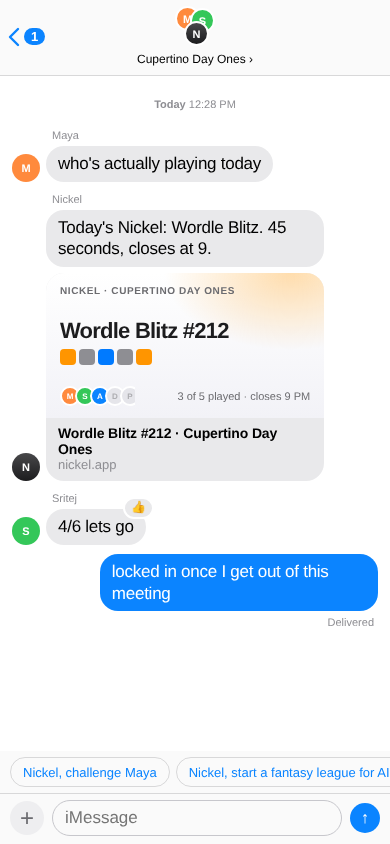 M
S
N
1
Cupertino Day Ones ›
Today 12:28 PM
Maya
M
who's actually playing today
Nickel
Today's Nickel: Wordle Blitz. 45
seconds, closes at 9.
NICKEL · CUPERTINO DAY ONES
Wordle Blitz #212
M S A D P
3 of 5 played · closes 9 PM
Wordle Blitz #212 · Cupertino Day
Ones
nickel.app
N
Sritej
👍
S
4/6 lets go
locked in once I get out of this
meeting
Delivered
Nickel, challenge Maya
Nickel, start a fantasy league for AI
+
iMessage
↑